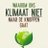 WAAROM ONS
KLIMAAT NIET
NAAR DE KNOPPEN
GAAT